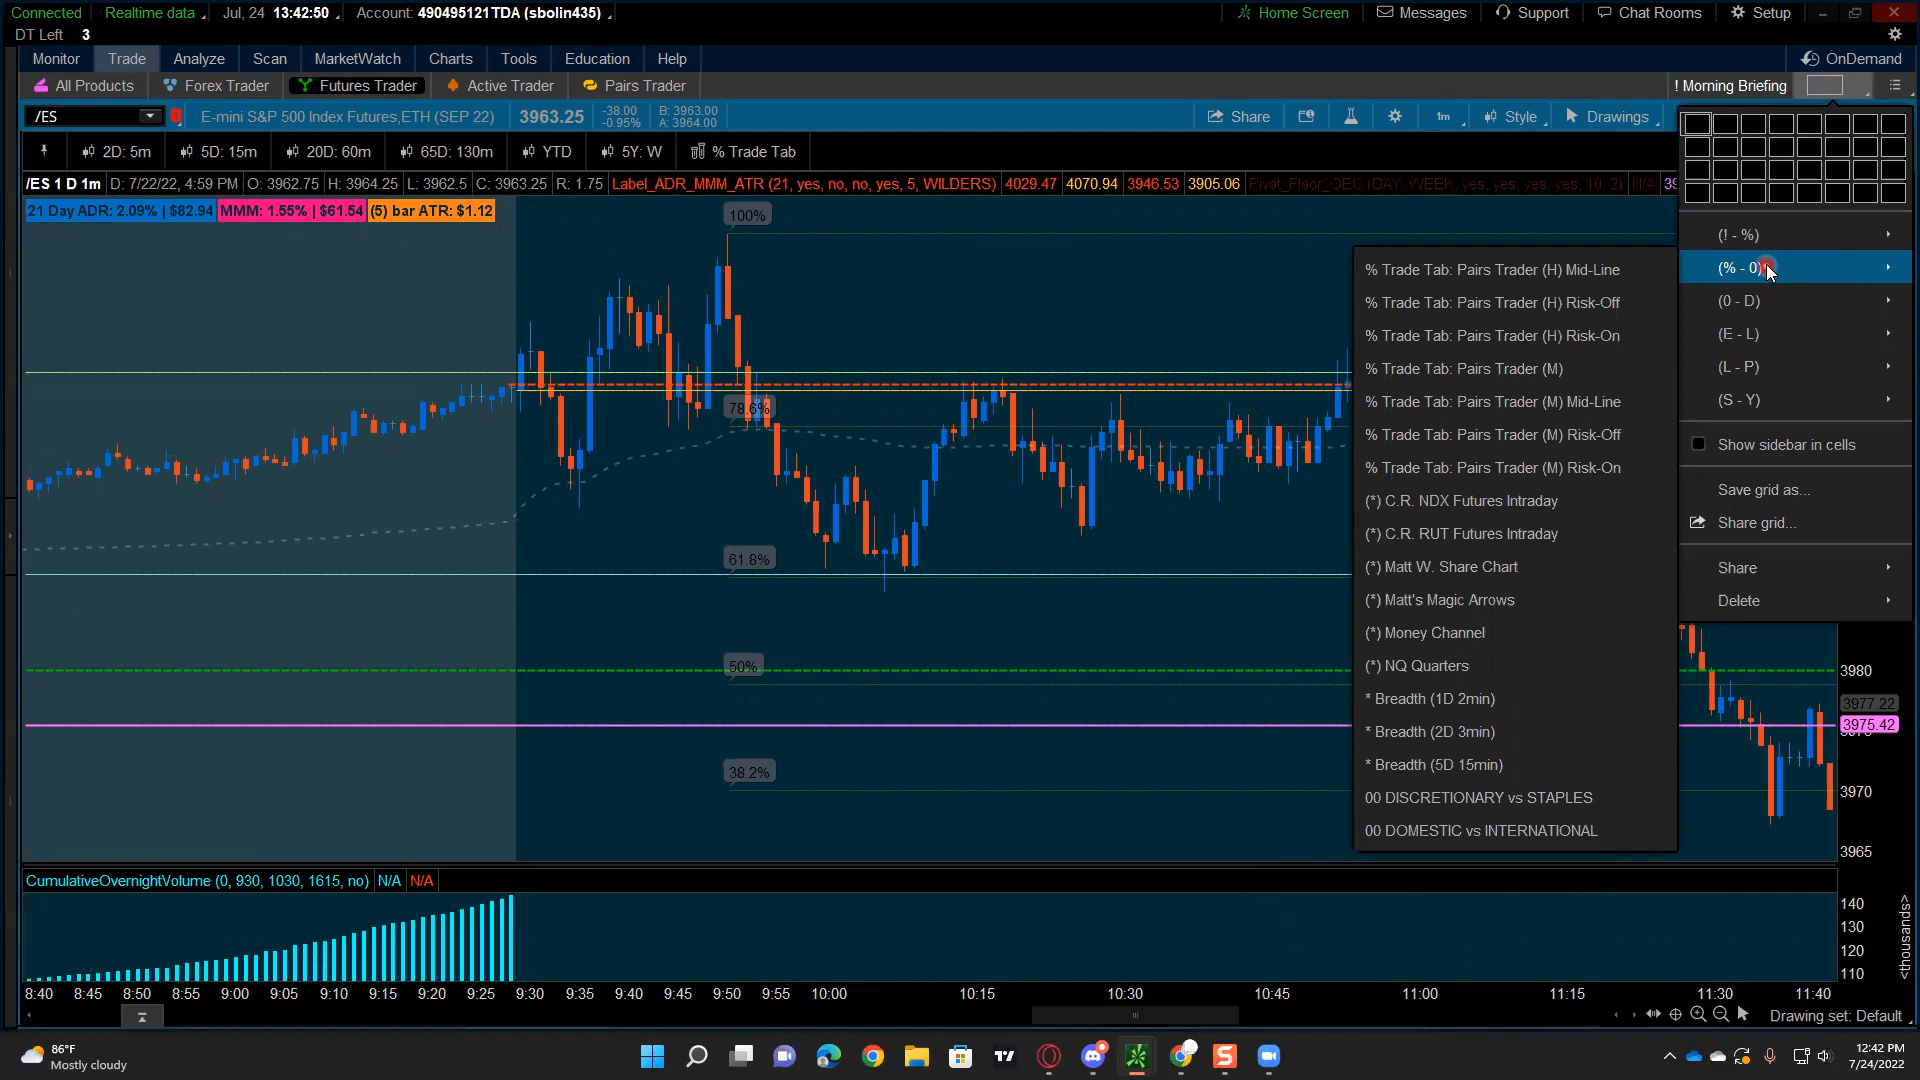 Connected Realtime data Jul, 24 13:42:50 Account: 490495121TDA (sbolin435) Home Screen Messages Support Chat Rooms Setup
DT Left 3
Monitor Trade Analyze Scan MarketWatch Charts Tools Education Help OnDemand
All Products Forex Trader Futures Trader Active Trader Pairs Trader ! Morning Briefing
/ES E-mini S&P 500 Index Futures,ETH (SEP 22) 3963.25 -38.00 B: 3963.00 Share 1m Style Drawings
-0.95% A: 3964.00
2D: 5m 5D: 15m 20D: 60m 65D: 130m YTD 5Y: W % Trade Tab
/ES 1 D 1m D: 7/22/22, 4:59 PM O: 3962.75 H: 3964.25 L: 3962.5 C: 3963.25 R: 1.75 Label_ADR_MMM_ATR (21, yes, no, no, yes, 5, WILDERS) 4029.47 4070.94 3946.53 3905.06 Pivot_Floor_DEC (DAY, WEEK, yes, yes, yes, yes, 10, 2) N/A 39
21 Day ADR: 2.09% | $82.94 MMM: 1.55% | $61.54 (5) bar ATR: $1.12
100%
78.6%
61.8%
50%
38.2%
% Trade Tab: Pairs Trader (H) Mid-Line
% Trade Tab: Pairs Trader (H) Risk-Off
% Trade Tab: Pairs Trader (H) Risk-On
% Trade Tab: Pairs Trader (M)
% Trade Tab: Pairs Trader (M) Mid-Line
% Trade Tab: Pairs Trader (M) Risk-Off
% Trade Tab: Pairs Trader (M) Risk-On
(*) C.R. NDX Futures Intraday
(*) C.R. RUT Futures Intraday
(*) Matt W. Share Chart
(*) Matt's Magic Arrows
(*) Money Channel
(*) NQ Quarters
* Breadth (1D 2min)
* Breadth (2D 3min)
* Breadth (5D 15min)
00 DISCRETIONARY vs STAPLES
00 DOMESTIC vs INTERNATIONAL
(! - %)
(% - 0)
(0 - D)
(E - L)
(L - P)
(S - Y)
Show sidebar in cells
Save grid as...
Share grid...
Share
Delete
3980
3977.22
3975.42
3970
3965
CumulativeOvernightVolume (0, 930, 1030, 1615, no) N/A N/A
140
130
120
110
<thousands>
8:40 8:45 8:50 8:55 9:00 9:05 9:10 9:15 9:20 9:25 9:30 9:35 9:40 9:45 9:50 9:55 10:00 10:15 10:30 10:45 11:00 11:15 11:30 11:40
Drawing set: Default
86°F
Mostly cloudy
12:42 PM
7/24/2022